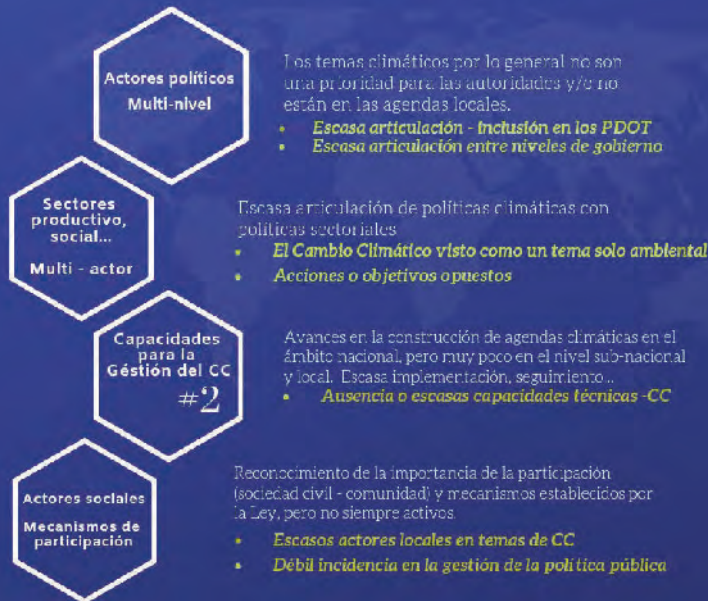 Actores políticos
Multi-nivel
Los temas climáticos por lo general no son
una prioridad para las autoridades y/o no
están en las agendas locales.
• Escasa articulación - inclusión en los PDOT
• Escasa articulación entre niveles de gobierno
Sectores
productivo,
social...
Multi - actor
Escasa articulación de políticas climáticas con
políticas sectoriales
• El Cambio Climático visto como un tema solo ambiental
• Acciones o objetivos opuestos
Capacidades
para la
Géstión del CC
#2
Avances en la construcción de agendas climáticas en el
ámbito nacional, pero muy poco en el nivel sub-nacional
y local. Escasa implementación, seguimiento...
• Ausencia o escasas capacidades técnicas -CC
Actores sociales
Mecanismos de
participación
Reconocimiento de la importancia de la participación
(sociedad civil - comunidad) y mecanismos establecidos por
la Ley, pero no siempre activos.
• Escasos actores locales en temas de CC
• Débil incidencia en la gestión de la política pública